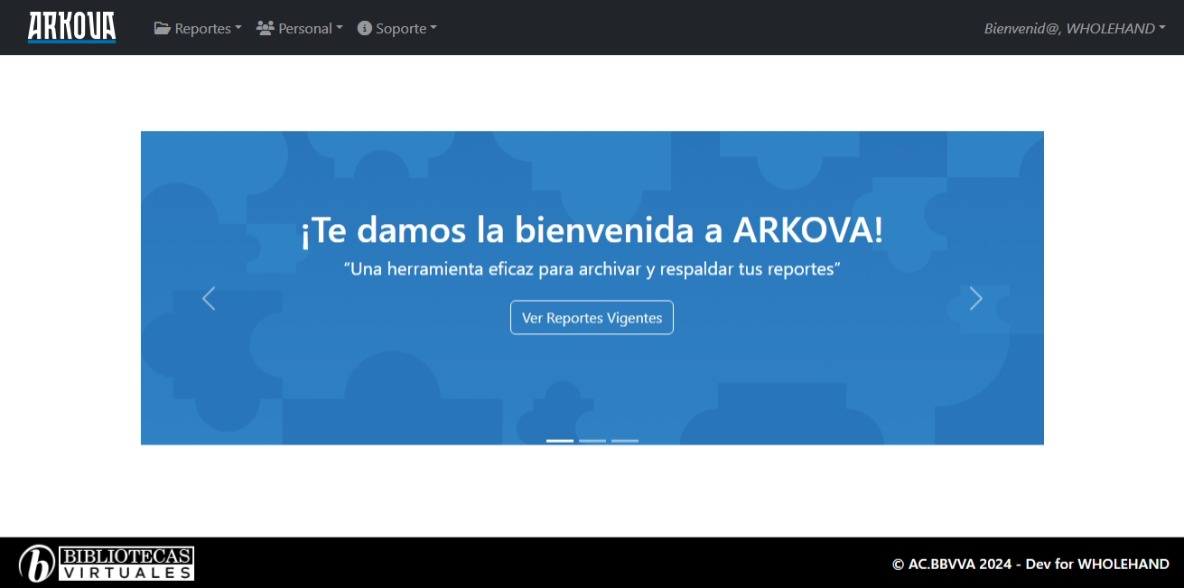 ARKOVA Reportes Personal Soporte Bienvenid@, WHOLEHAND
¡Te damos la bienvenida a ARKOVA!
“Una herramienta eficaz para archivar y respaldar tus reportes”
Ver Reportes Vigentes
b BIBLIOTECAS
VIRTUALES
© AC.BBVVA 2024 - Dev for WHOLEHAND